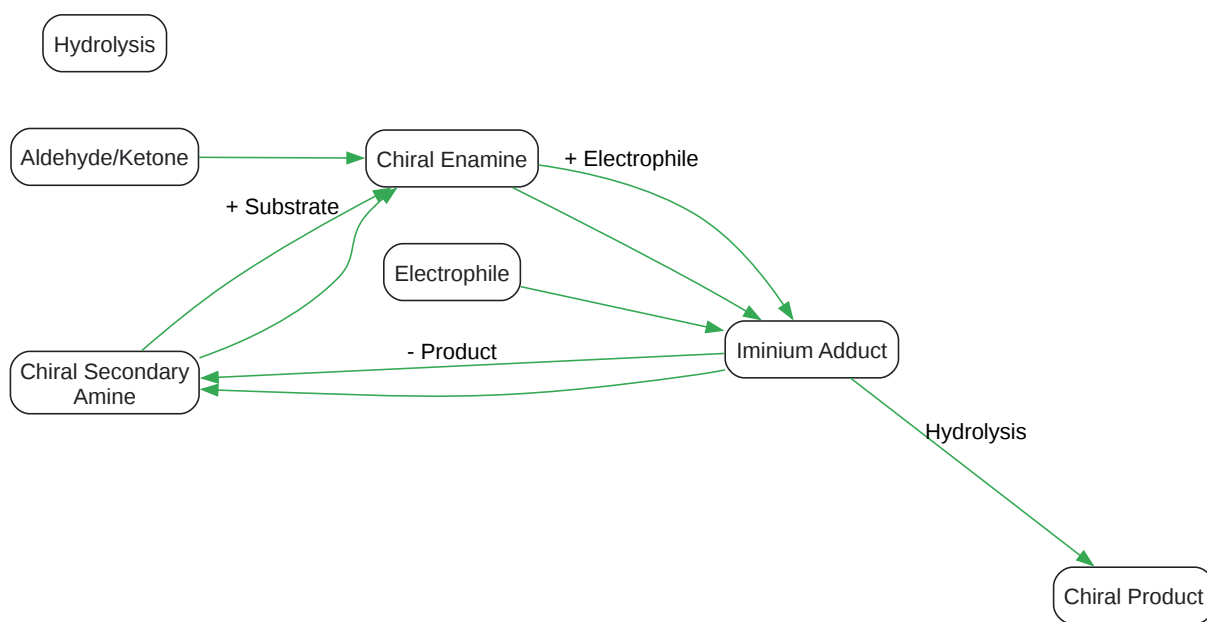 Hydrolysis
Aldehyde/Ketone
Chiral Enamine
+ Electrophile
+ Substrate
Electrophile
- Product
Iminium Adduct
Chiral Secondary
Amine
Hydrolysis
Chiral Product